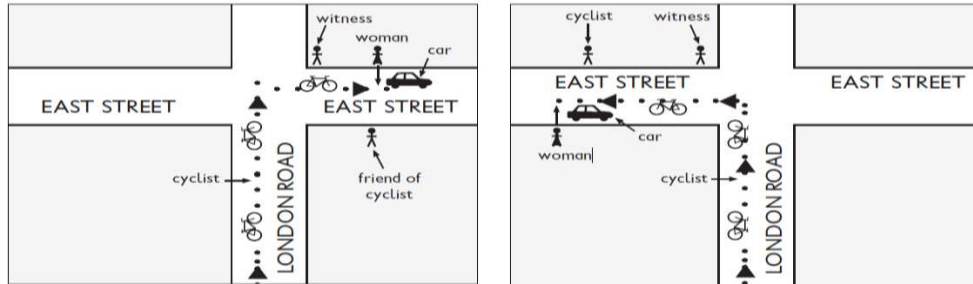 witness
woman
car
EAST STREET
EAST STREET
cyclist
LONDON ROAD
friend of
cyclist
cyclist
witness
EAST STREET
EAST STREET
car
woman
cyclist
LONDON ROAD